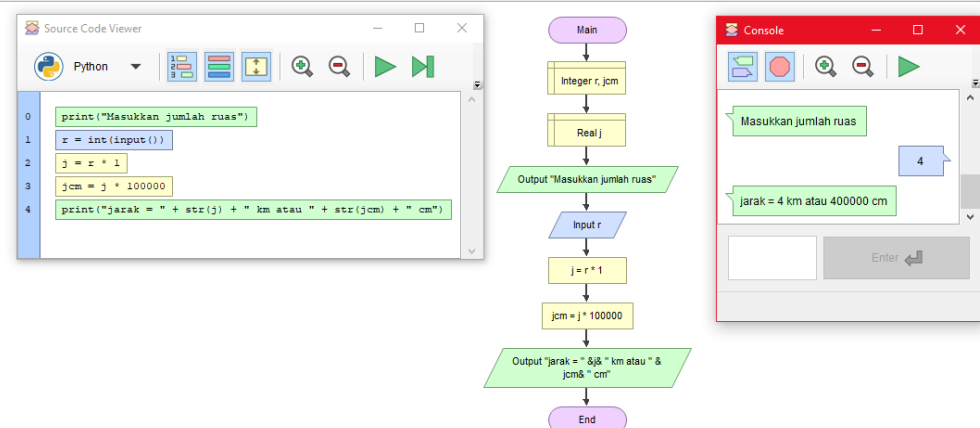 Source Code Viewer
Python
0 print("Masukkan jumlah ruas")
1 r = int(input())
2 j = r * 1
3 jcm = j * 100000
4 print("jarak = " + str(j) + " km atau " + str(jcm) + " cm")
Main
Integer r, jcm
Real j
Output "Masukkan jumlah ruas"
Input r
j = r * 1
jcm = j * 100000
Output "jarak = " &j& " km atau " &
jcm& " cm"
End
Console
Masukkan jumlah ruas
4
jarak = 4 km atau 400000 cm
Enter